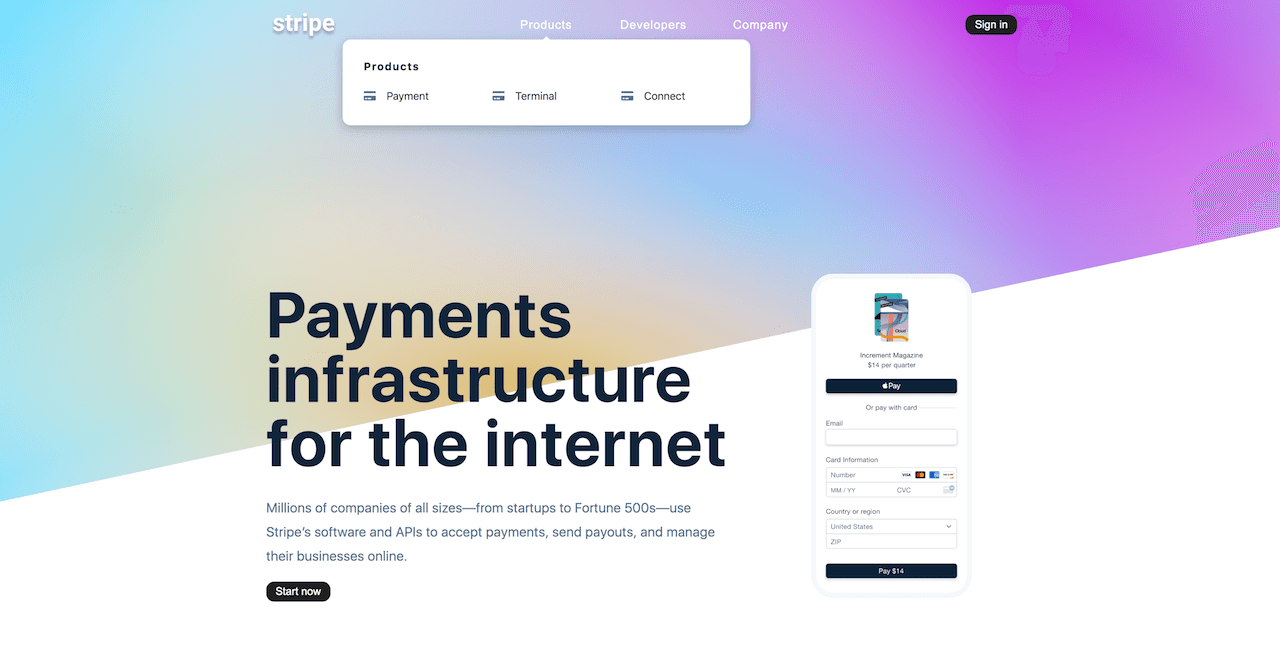 stripe
Products
Developers
Company
Sign in
Products
Payment
Terminal
Connect
Payments
infrastructure
for the internet
Millions of companies of all sizes—from startups to Fortune 500s—use
Stripe’s software and APIs to accept payments, send payouts, and manage
their businesses online.
Start now
Cloud
Increment Magazine
$14 per quarter
Pay
Or pay with card
Email
Card Information
Number
VISA
MM / YY
CVC
Country or region
United States
ZIP
Pay $14